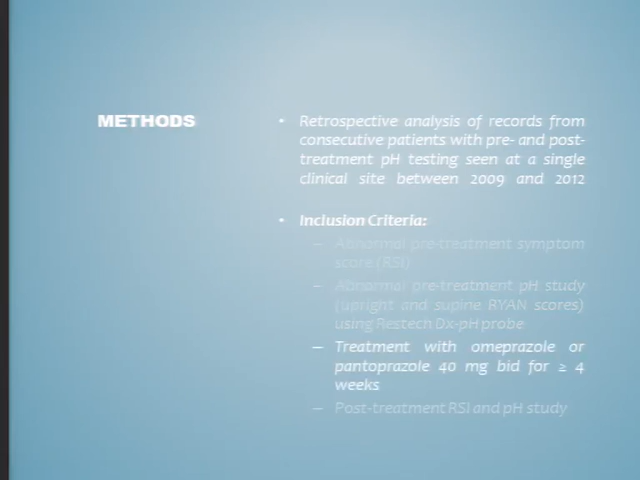 METHODS
• Retrospective analysis of records from
consecutive patients with pre- and post-
treatment pH testing seen at a single
clinical site between 2009 and 2012
• Inclusion Criteria:
– Abnormal pre-treatment symptom
score (RSI)
– Abnormal pre-treatment pH study
(upright and supine RYAN scores)
using Restech Dx-pH probe
– Treatment with omeprazole or
pantoprazole 40 mg bid for ≥ 4
weeks
– Post-treatment RSI and pH study